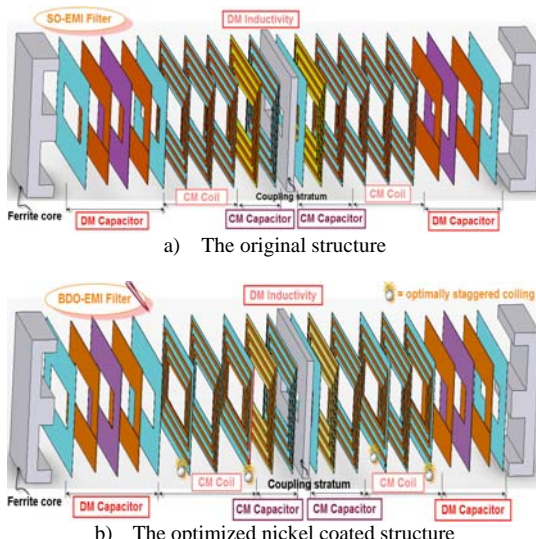 SO-EMI Filter
DM Inductivity
CM Coil
Coupling stratum
CM Coil
Ferrite core
DM Capacitor
CM Capacitor
CM Capacitor
DM Capacitor
a) The original structure
BDO-EMI Filter
DM Inductivity
= optimally staggered coiling
CM Coil
Coupling stratum
CM Coil
Ferrite core
DM Capacitor
CM Capacitor
CM Capacitor
DM Capacitor
b) The optimized nickel coated structure